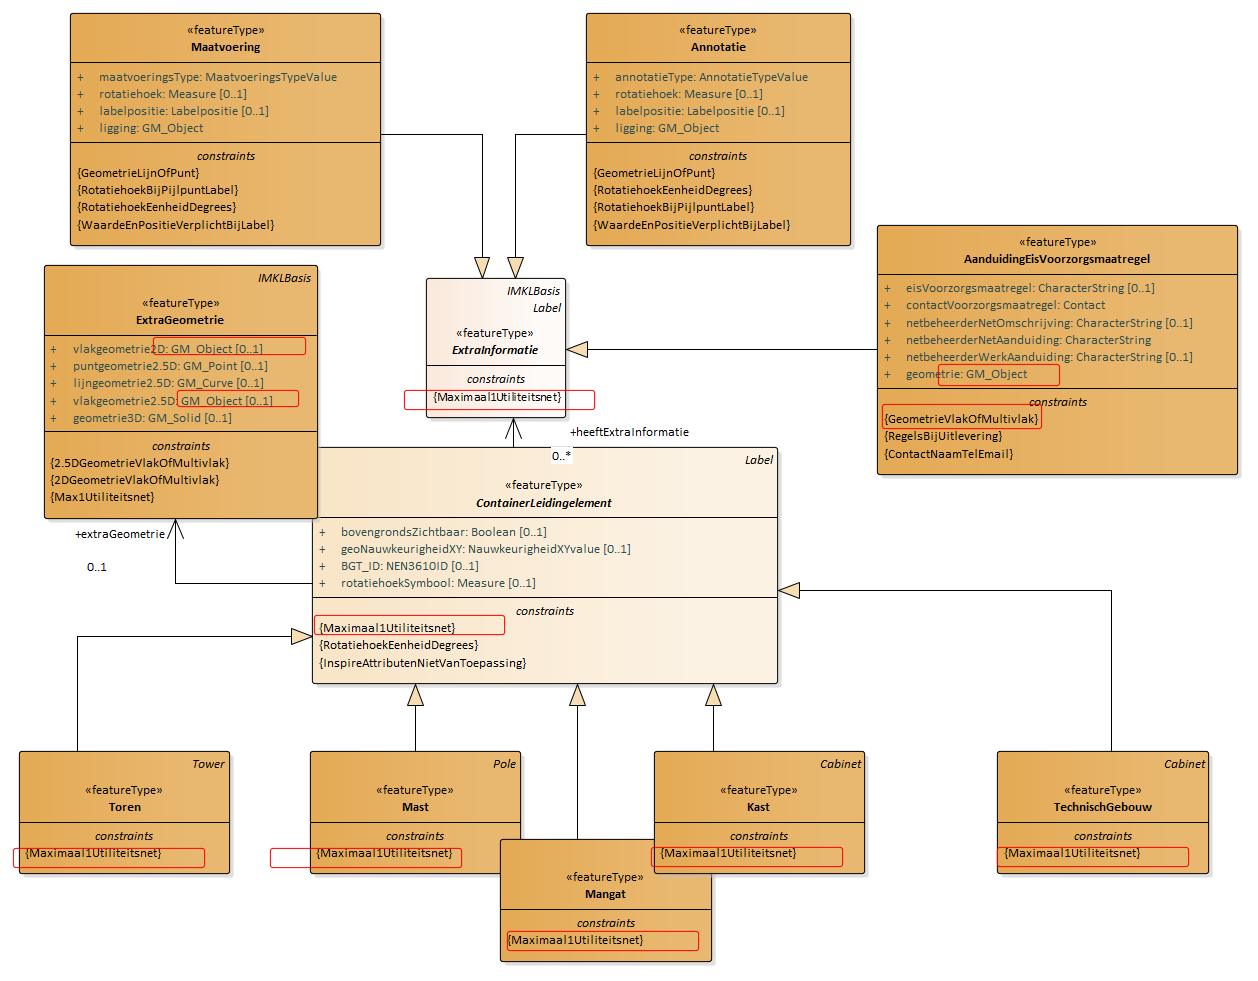 «featureType»
Maatvoering
+ maatvoeringsType: MaatvoeringsTypeValue
+ rotatiehoek: Measure [0..1]
+ labelpositie: Labelpositie [0..1]
+ ligging: GM_Object
constraints
{GeometrieLijnOfPunt}
{RotatiehoekBijPijlpuntLabel}
{RotatiehoekEenheidDegrees}
{WaardeEnPositieVerplichtBijLabel}
«featureType»
Annotatie
+ annotatieType: AnnotatieTypeValue
+ rotatiehoek: Measure [0..1]
+ labelpositie: Labelpositie [0..1]
+ ligging: GM_Object
constraints
{GeometrieLijnOfPunt}
{RotatiehoekEenheidDegrees}
{RotatiehoekBijPijlpuntLabel}
{WaardeEnPositieVerplichtBijLabel}
«featureType»
AanduidingEisVoorzorgsmaatregel
+ eisVoorzorgsmaatregel: CharacterString [0..1]
+ contactVoorzorgsmaatregel: Contact
+ netbeheerderNetOmschrijving: CharacterString [0..1]
+ netbeheerderNetAanduiding: CharacterString
+ netbeheerderWerkAanduiding: CharacterString [0..1]
+ geometrie: GM_Object
constraints
{GeometrieVlakOfMultivlak}
{RegelsBijUitlevering}
{ContactNaamTelEmail}
IMKLBasis
«featureType»
ExtraGeometrie
+ vlakgeometrie2D: GM_Object [0..1]
+ puntgeometrie2.5D: GM_Point [0..1]
+ lijngeometrie2.5D: GM_Curve [0..1]
+ vlakgeometrie2.5D: GM_Object [0..1]
+ geometrie3D: GM_Solid [0..1]
constraints
{2.5DGeometrieVlakOfMultivlak}
{2DGeometrieVlakOfMultivlak}
{Max1Utiliteitsnet}
IMKLBasis
Label
«featureType»
ExtraInformatie
constraints
{Maximaal1Utiliteitsnet}
+heeftExtraInformatie
0..*
+extraGeometrie
0..1
Label
«featureType»
ContainerLeidingelement
+ bovengrondsZichtbaar: Boolean [0..1]
+ geoNauwkeurigheidXY: NauwkeurigheidXYvalue [0..1]
+ BGT_ID: NEN3610ID [0..1]
+ rotatiehoekSymbool: Measure [0..1]
constraints
{Maximaal1Utiliteitsnet}
{RotatiehoekEenheidDegrees}
{InspireAttributenNietVanToepassing}
Tower
«featureType»
Toren
constraints
{Maximaal1Utiliteitsnet}
Pole
«featureType»
Mast
constraints
{Maximaal1Utiliteitsnet}
«featureType»
Mangat
constraints
{Maximaal1Utiliteitsnet}
Cabinet
«featureType»
Kast
constraints
{Maximaal1Utiliteitsnet}
Cabinet
«featureType»
TechnischGebouw
constraints
{Maximaal1Utiliteitsnet}